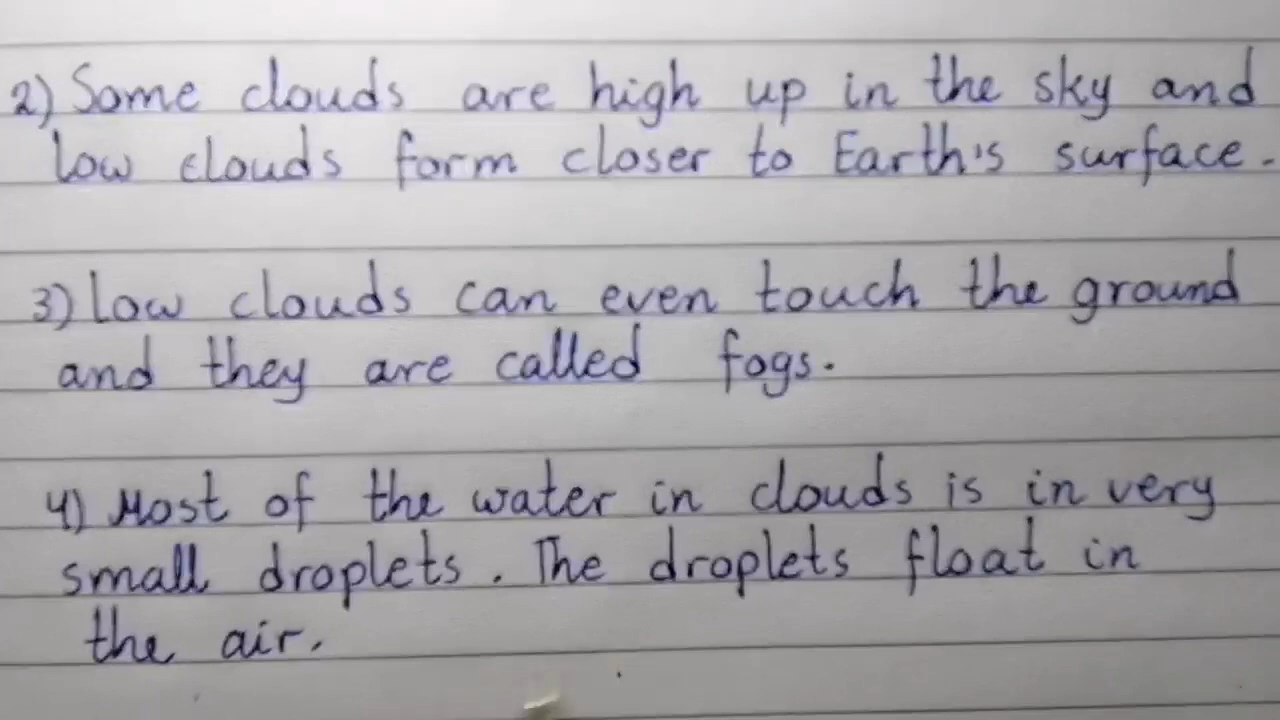 2) Some clouds are high up in the sky and
low clouds form closer to Earth's surface.
3) Low clouds can even touch the ground
and they are called fogs.
4) Most of the water in clouds is in very
small droplets. The droplets float in
the air.